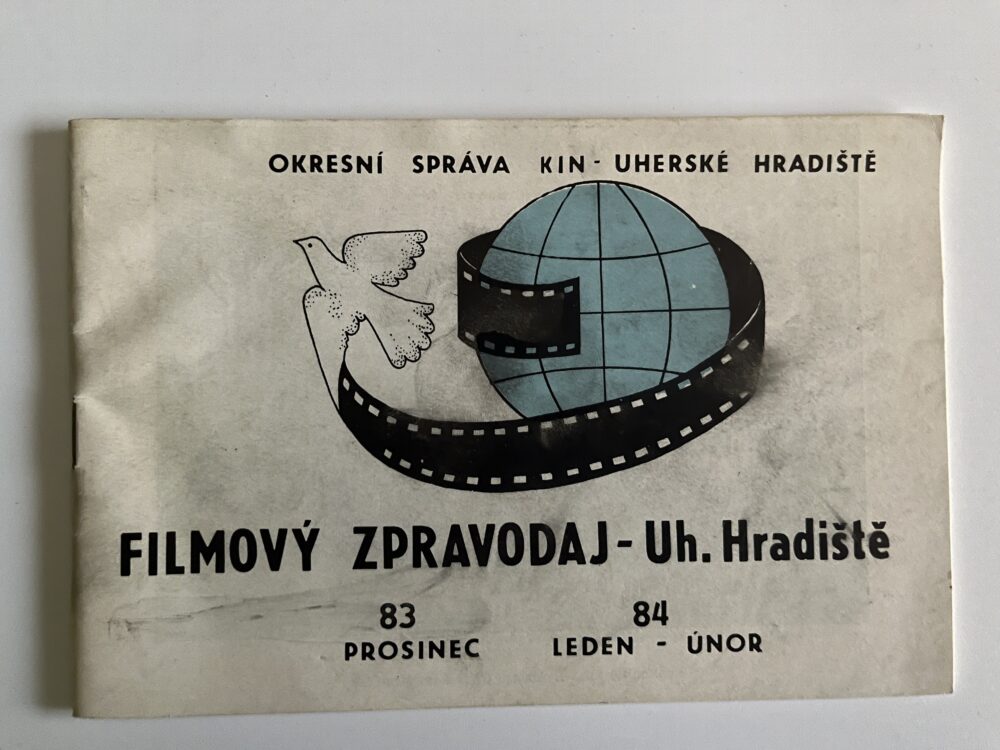 OKRESNÍ SPRÁVA KIN - UHERSKÉ HRADIŠTĚ
FILMOVÝ ZPRAVODAJ - Uh. Hradiště
83 84
PROSINEC LEDEN - ÚNOR